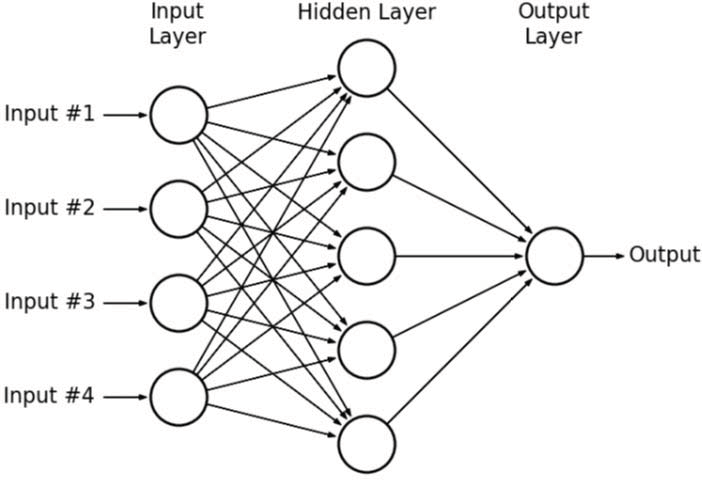 Input
Layer
Hidden Layer
Output
Layer
Input #1
Input #2
Input #3
Input #4
Output